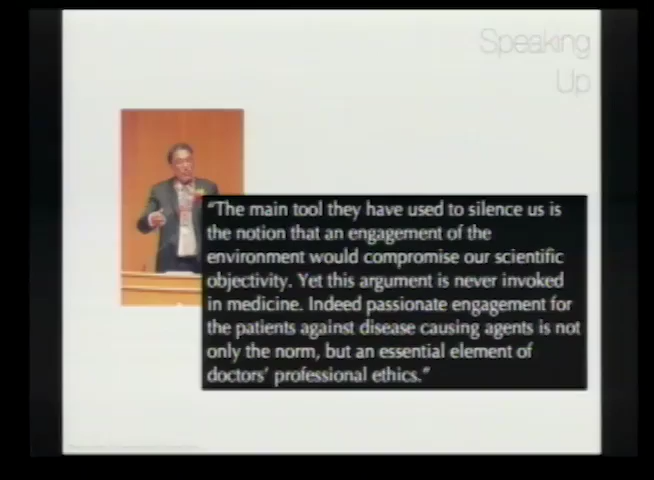 Speaking
Up
"The main tool they have used to silence us is
the notion that an engagement of the
environment would compromise our scientific
objectivity. Yet this argument is never invoked
in medicine. Indeed passionate engagement for
the patients against disease causing agents is not
only the norm, but an essential element of
doctors' professional ethics."